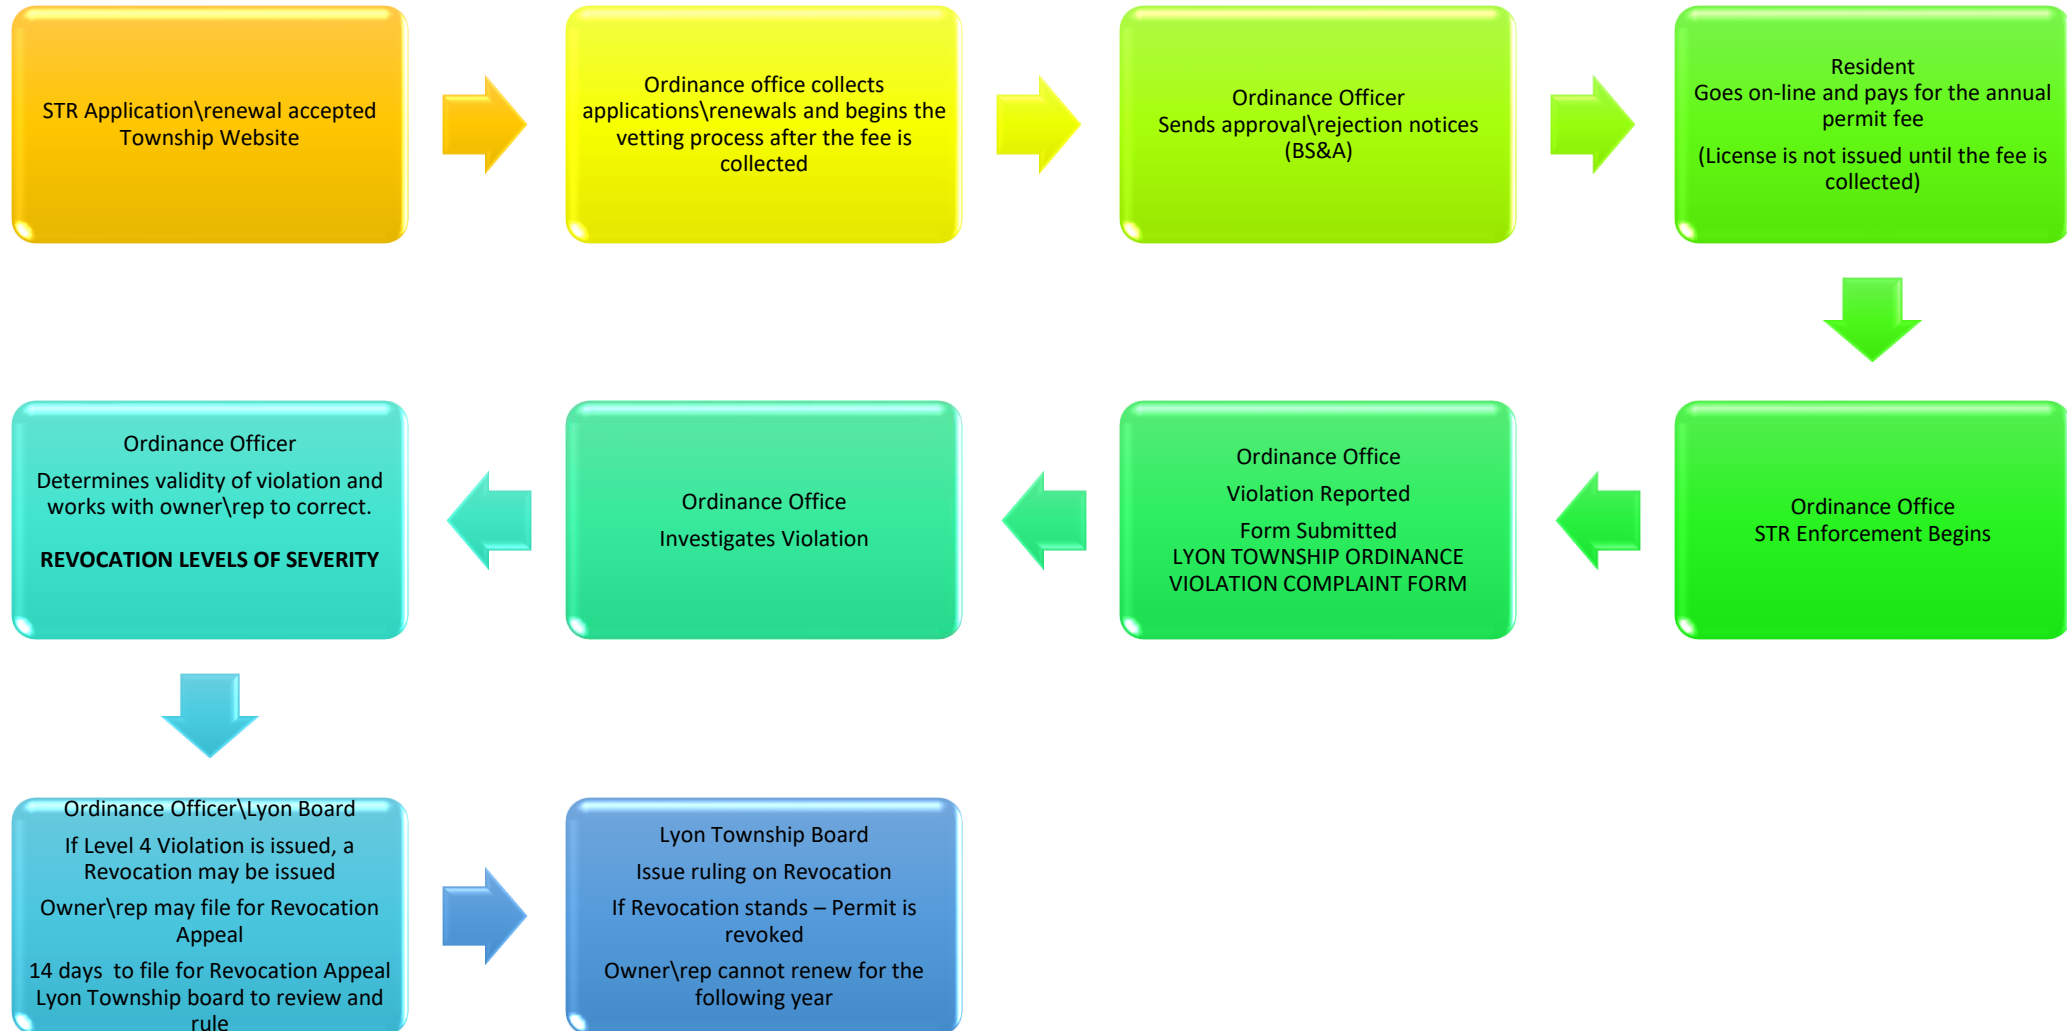 STR Application\renewal accepted
Township Website
Ordinance office collects
applications\renewals and begins the
vetting process after the fee is
collected
Ordinance Officer
Sends approval\rejection notices
(BS&A)
Resident
Goes on-line and pays for the annual
permit fee
(License is not issued until the fee is
collected)
Ordinance Office
STR Enforcement Begins
Ordinance Office
Violation Reported
Form Submitted
LYON TOWNSHIP ORDINANCE
VIOLATION COMPLAINT FORM
Ordinance Office
Investigates Violation
Ordinance Officer
Determines validity of violation and
works with owner\rep to correct.
REVOCATION LEVELS OF SEVERITY
Ordinance Officer\Lyon Board
If Level 4 Violation is issued, a
Revocation may be issued
Owner\rep may file for Revocation
Appeal
14 days to file for Revocation Appeal
Lyon Township board to review and
rule
Lyon Township Board
Issue ruling on Revocation
If Revocation stands – Permit is
revoked
Owner\rep cannot renew for the
following year